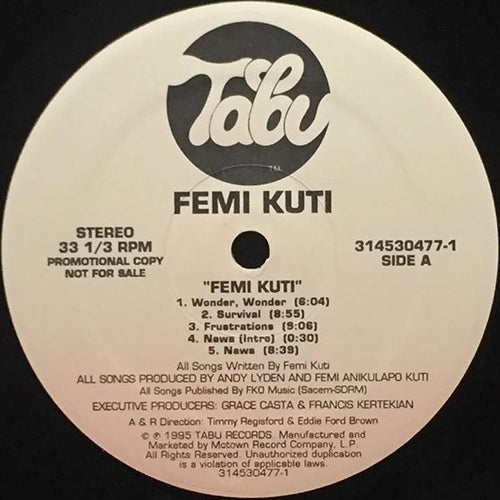 Tabu
T.M.
FEMI KUTI
STEREO
33 1/3 RPM
PROMOTIONAL COPY
NOT FOR SALE
314530477-1
SIDE A
"FEMI KUTI"
1. Wonder, Wonder (6:04)
2. Survival (8:55)
3. Frustrations (9:06)
4. Nawa (intro) (0:30)
5. Nawa (8:39)
All Songs Written By Femi Kuti
ALL SONGS PRODUCED BY ANDY LYDEN AND FEMI ANIKULAPO KUTI
All Songs Published By FKO Music (Sacem-SDRM)
EXECUTIVE PRODUCERS: GRACE CASTA & FRANCIS KERTEKIAN
A & R Direction: Timmy Regisford & Eddie Ford Brown
© ℗ 1995 TABU RECORDS. Manufactured and
Marketed by Motown Record Company, L.P.
All Rights Reserved. Unauthorized duplication
is a violation of applicable laws.
314530477-1